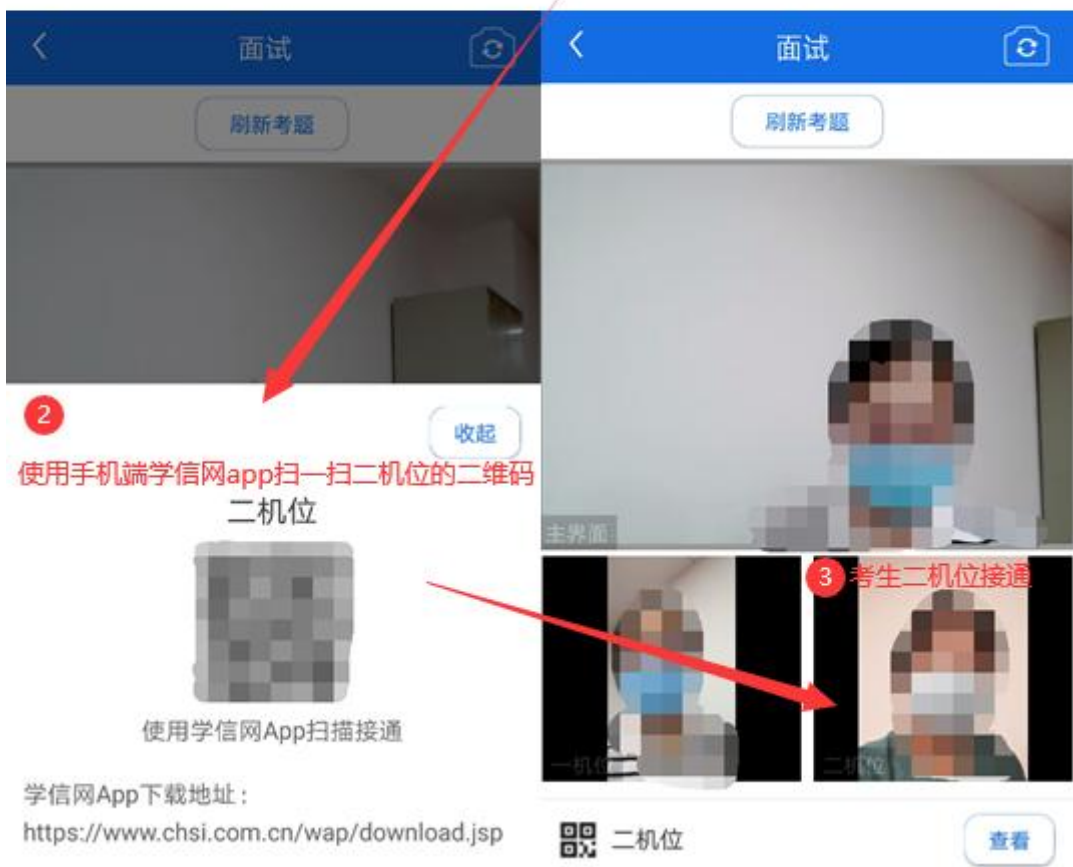 面试
刷新考题
2
收起
使用手机端学信网app扫一扫二机位的二维码
二机位
使用学信网App扫描接通
学信网App下载地址：
https://www.chsi.com.cn/wap/download.jsp
面试
刷新考题
主界面
3 考生二机位接通
一机位
二机位
二机位
查看